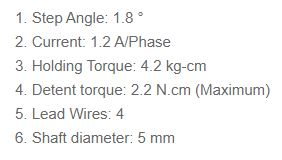 1. Step Angle: 1.8 °
2. Current: 1.2 A/Phase
3. Holding Torque: 4.2 kg-cm
4. Detent torque: 2.2 N.cm (Maximum)
5. Lead Wires: 4
6. Shaft diameter: 5 mm